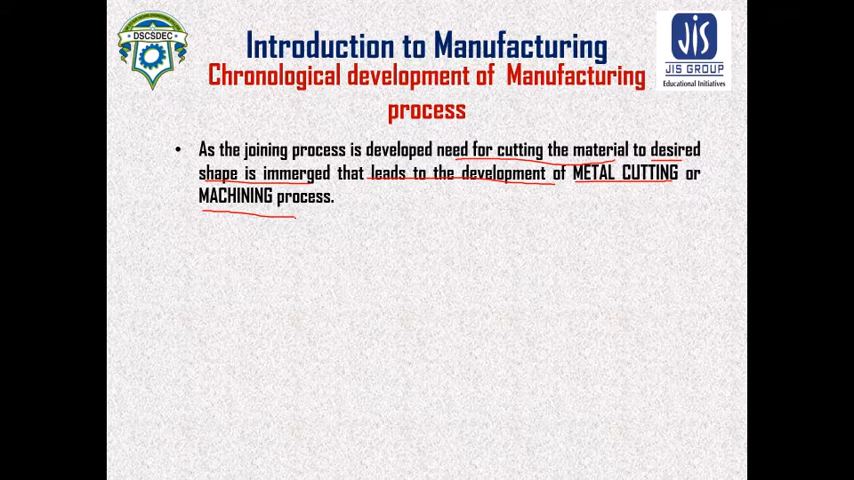 DSCSDEC
Introduction to Manufacturing
JIS
JIS GROUP
Educational Initiatives
Chronological development of Manufacturing
process
• As the joining process is developed need for cutting the material to desired
shape is immerged that leads to the development of METAL CUTTING or
MACHINING process.